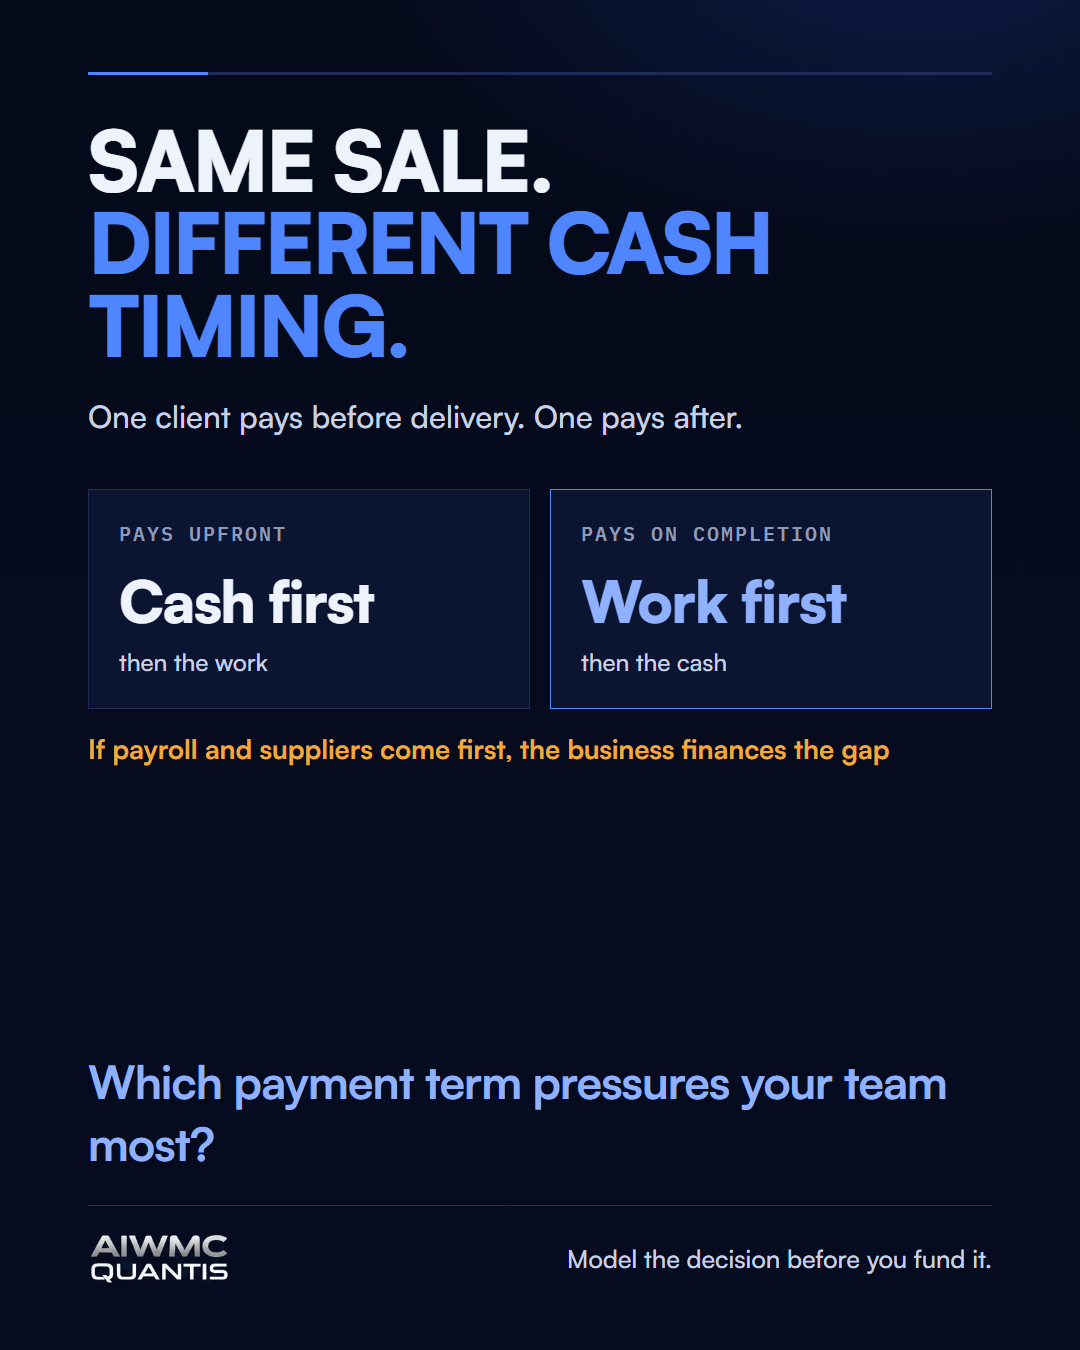 SAME SALE.
DIFFERENT CASH
TIMING.
One client pays before delivery. One pays after.
PAYS UPFRONT
Cash first
then the work
PAYS ON COMPLETION
Work first
then the cash
If payroll and suppliers come first, the business finances the gap
Which payment term pressures your team
most?
AIWMC
QUANTIS
Model the decision before you fund it.